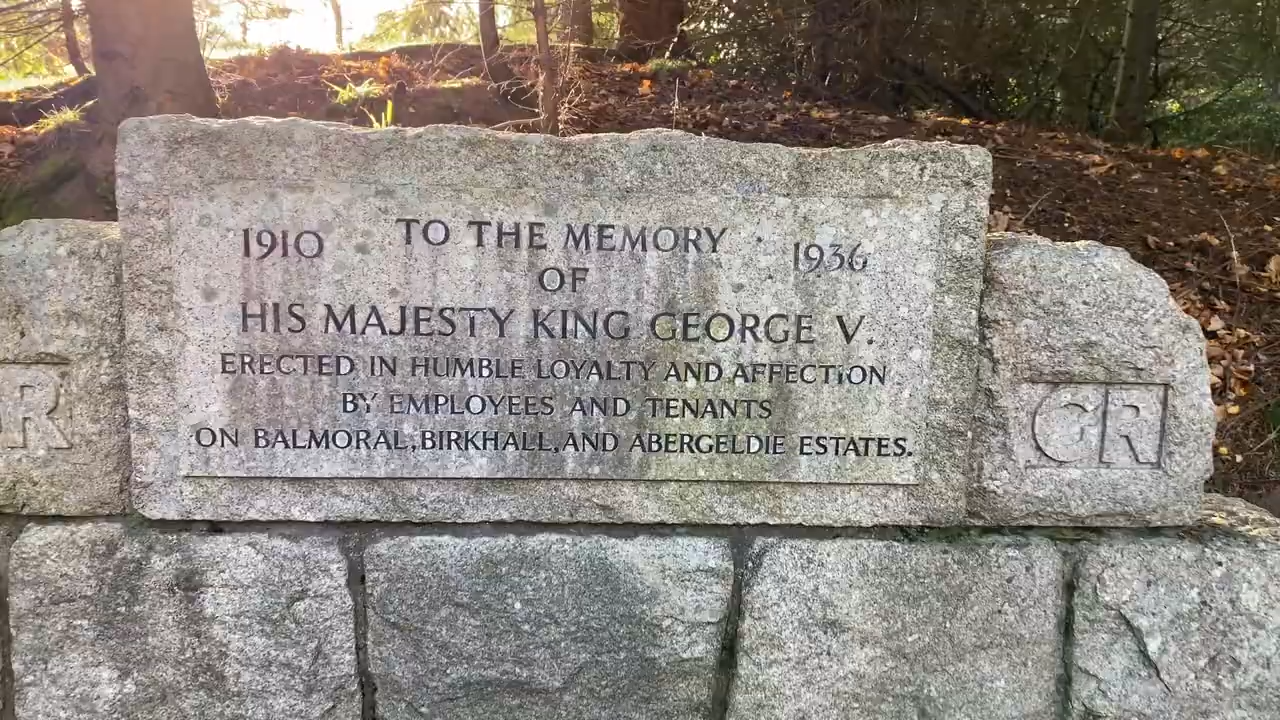 1910 TO THE MEMORY 1936
OF
HIS MAJESTY KING GEORGE V.
ERECTED IN HUMBLE LOYALTY AND AFFECTION
BY EMPLOYEES AND TENANTS
ON BALMORAL, BIRKHALL, AND ABERGELDIE ESTATES.
R
GR